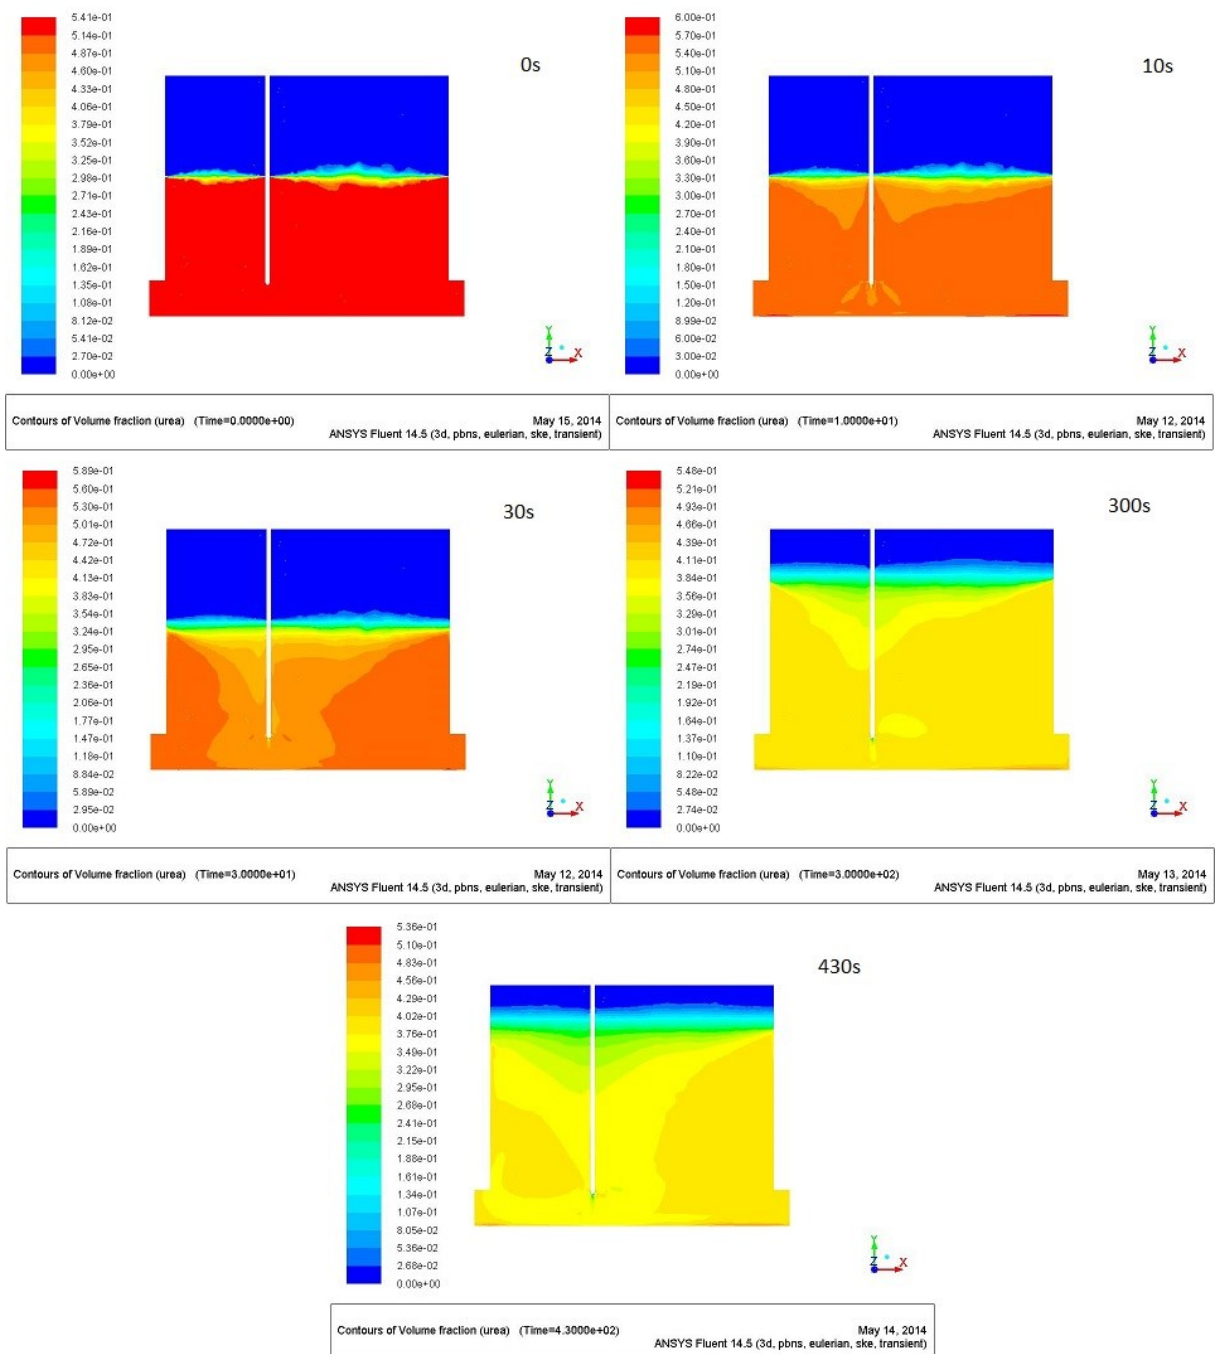 5.41e-01
5.14e-01
4.87e-01
4.60e-01
4.33e-01
4.06e-01
3.79e-01
3.52e-01
3.25e-01
2.98e-01
2.71e-01
2.43e-01
2.16e-01
1.89e-01
1.62e-01
1.35e-01
1.08e-01
8.12e-02
5.41e-02
2.70e-02
0.00e+00
0s
Y
Z X
Contours of Volume fraction (urea) (Time=0.0000e+00) May 15, 2014
ANSYS Fluent 14.5 (3d, pbns, eulerian, ske, transient)
6.00e-01
5.70e-01
5.40e-01
5.10e-01
4.80e-01
4.50e-01
4.20e-01
3.90e-01
3.60e-01
3.30e-01
3.00e-01
2.70e-01
2.40e-01
2.10e-01
1.80e-01
1.50e-01
1.20e-01
8.99e-02
6.00e-02
3.00e-02
0.00e+00
10s
Y
Z X
Contours of Volume fraction (urea) (Time=1.0000e+01) May 12, 2014
ANSYS Fluent 14.5 (3d, pbns, eulerian, ske, transient)
5.89e-01
5.60e-01
5.30e-01
5.01e-01
4.72e-01
4.42e-01
4.13e-01
3.83e-01
3.54e-01
3.24e-01
2.95e-01
2.65e-01
2.36e-01
2.06e-01
1.77e-01
1.47e-01
1.18e-01
8.84e-02
5.89e-02
2.95e-02
0.00e+00
30s
Y
Z X
Contours of Volume fraction (urea) (Time=3.0000e+01) May 12, 2014
ANSYS Fluent 14.5 (3d, pbns, eulerian, ske, transient)
5.48e-01
5.21e-01
4.93e-01
4.66e-01
4.39e-01
4.11e-01
3.84e-01
3.56e-01
3.29e-01
3.01e-01
2.74e-01
2.47e-01
2.19e-01
1.92e-01
1.64e-01
1.37e-01
1.10e-01
8.22e-02
5.48e-02
2.74e-02
0.00e+00
300s
Y
Z X
Contours of Volume fraction (urea) (Time=3.0000e+02) May 13, 2014
ANSYS Fluent 14.5 (3d, pbns, eulerian, ske, transient)
5.36e-01
5.10e-01
4.83e-01
4.56e-01
4.29e-01
4.02e-01
3.76e-01
3.49e-01
3.22e-01
2.95e-01
2.68e-01
2.41e-01
2.15e-01
1.88e-01
1.61e-01
1.34e-01
1.07e-01
8.05e-02
5.36e-02
2.68e-02
0.00e+00
430s
Y
Z X
Contours of Volume fraction (urea) (Time=4.3000e+02) May 14, 2014
ANSYS Fluent 14.5 (3d, pbns, eulerian, ske, transient)